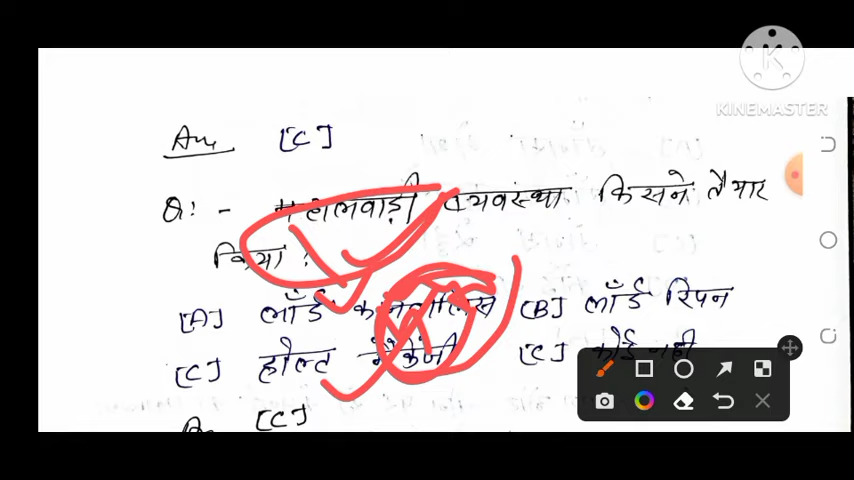 KINEMASTER
Ans [C]
Q: - महालवाड़ी व्यवस्था किसने तैयार
किया ?
[A] लॉर्ड कार्नवालिस [B] लॉर्ड रिपन
[C] होल्ट मैकेंजी [C] कोई नही
[C]